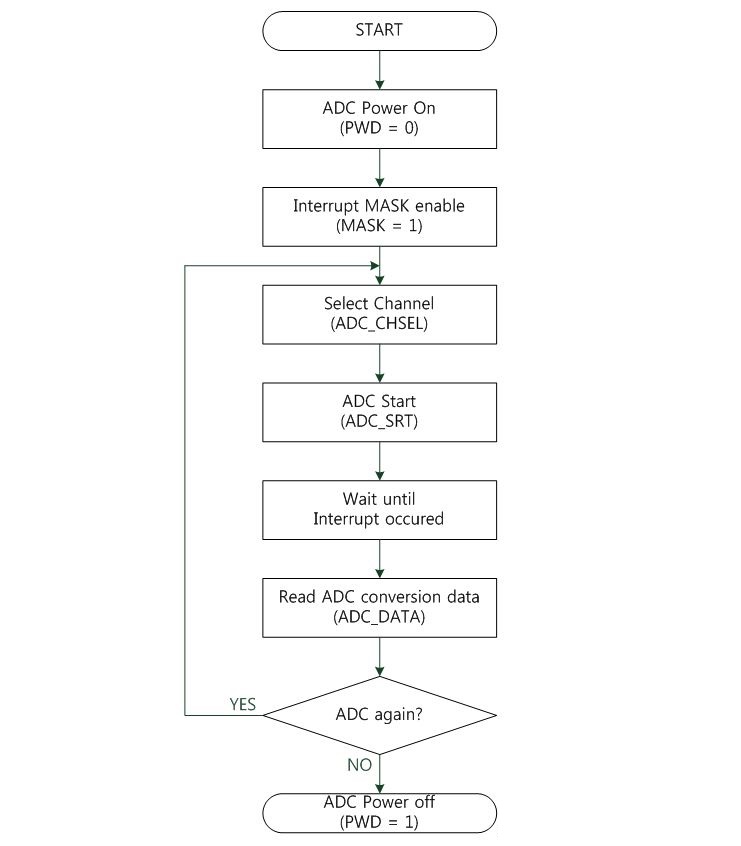 START
ADC Power On
(PWD = 0)
Interrupt MASK enable
(MASK = 1)
Select Channel
(ADC_CHSEL)
ADC Start
(ADC_SRT)
Wait until
Interrupt occured
Read ADC conversion data
(ADC_DATA)
YES
ADC again?
NO
ADC Power off
(PWD = 1)